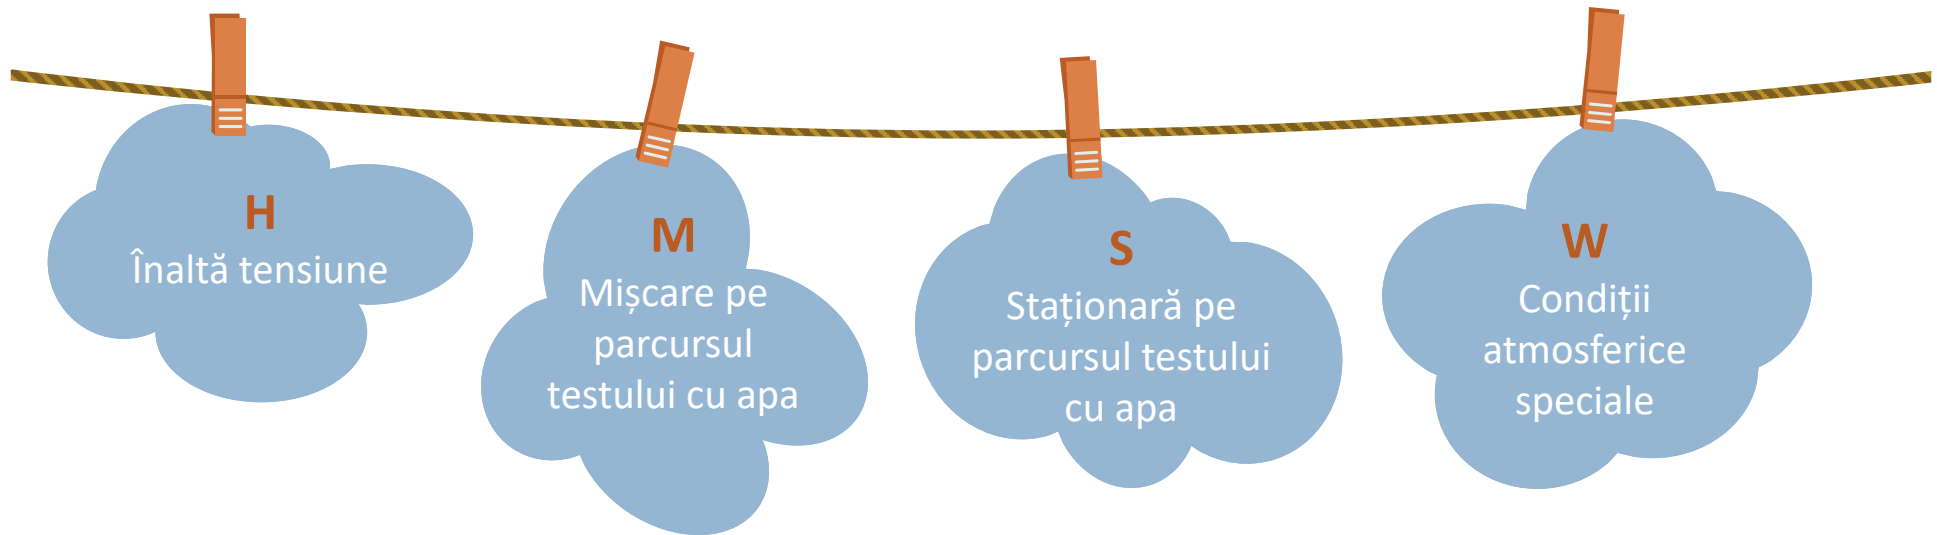 H
Înaltă tensiune
M
Mișcare pe
parcursul
testului cu apa
S
Staționară pe
parcursul testului
cu apa
W
Condiții
atmosferice
speciale